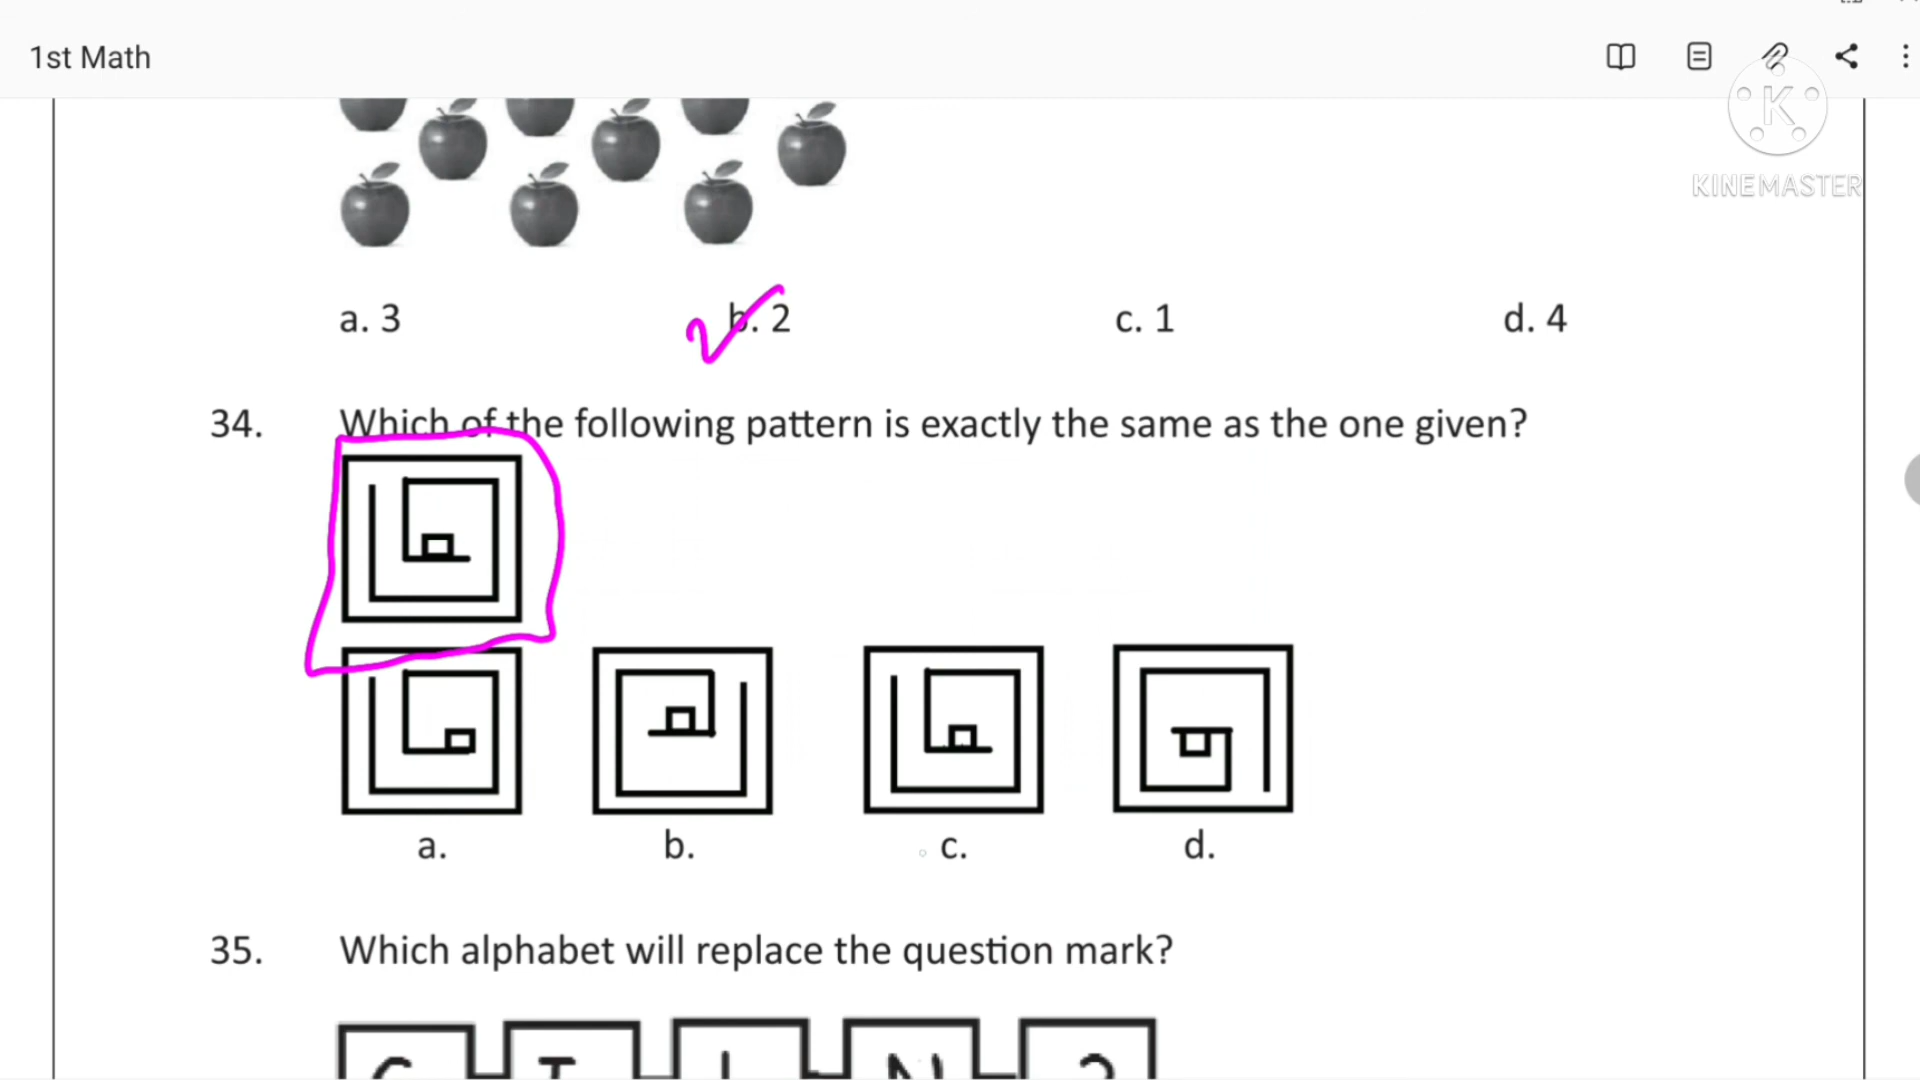 1st Math
K
KINEMASTER
a. 3 b. 2 c. 1 d. 4
34. Which of the following pattern is exactly the same as the one given?
a. b. c. d.
35. Which alphabet will replace the question mark?